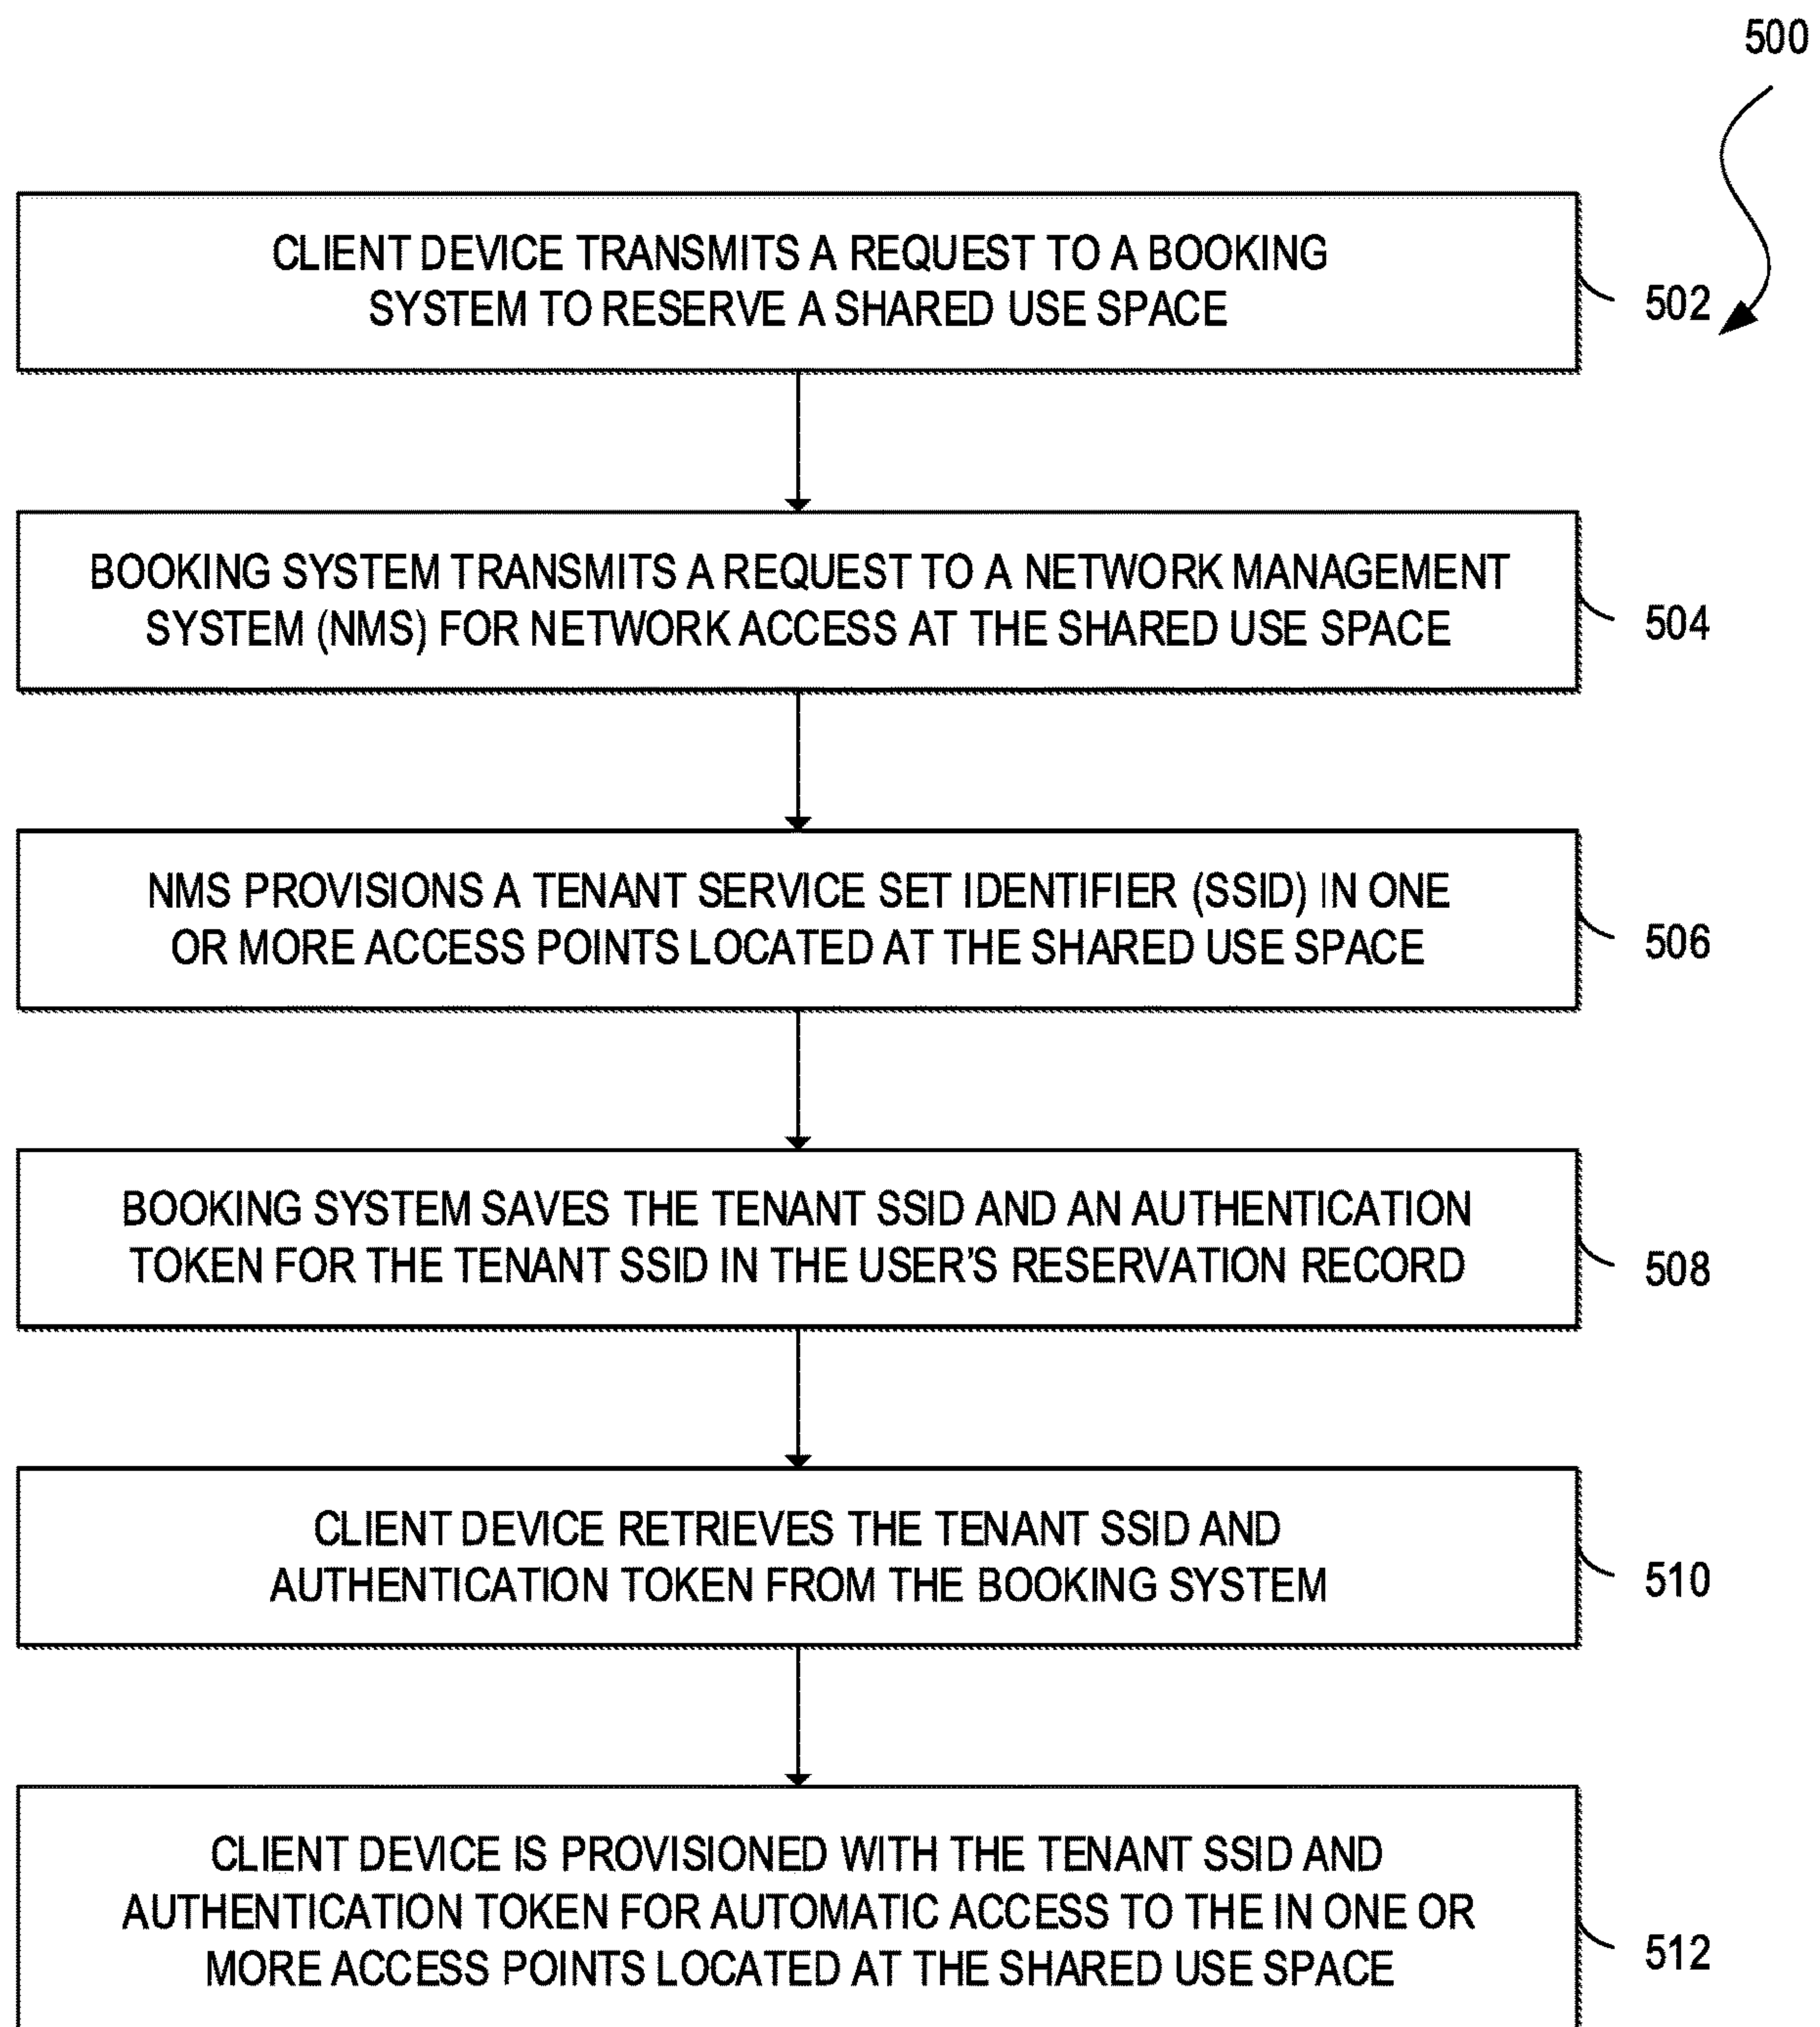 500
CLIENT DEVICE TRANSMITS A REQUEST TO A BOOKING
SYSTEM TO RESERVE A SHARED USE SPACE
502
BOOKING SYSTEM TRANSMITS A REQUEST TO A NETWORK MANAGEMENT
SYSTEM (NMS) FOR NETWORK ACCESS AT THE SHARED USE SPACE
504
NMS PROVISIONS A TENANT SERVICE SET IDENTIFIER (SSID) IN ONE
OR MORE ACCESS POINTS LOCATED AT THE SHARED USE SPACE
506
BOOKING SYSTEM SAVES THE TENANT SSID AND AN AUTHENTICATION
TOKEN FOR THE TENANT SSID IN THE USER’S RESERVATION RECORD
508
CLIENT DEVICE RETRIEVES THE TENANT SSID AND
AUTHENTICATION TOKEN FROM THE BOOKING SYSTEM
510
CLIENT DEVICE IS PROVISIONED WITH THE TENANT SSID AND
AUTHENTICATION TOKEN FOR AUTOMATIC ACCESS TO THE IN ONE OR
MORE ACCESS POINTS LOCATED AT THE SHARED USE SPACE
512